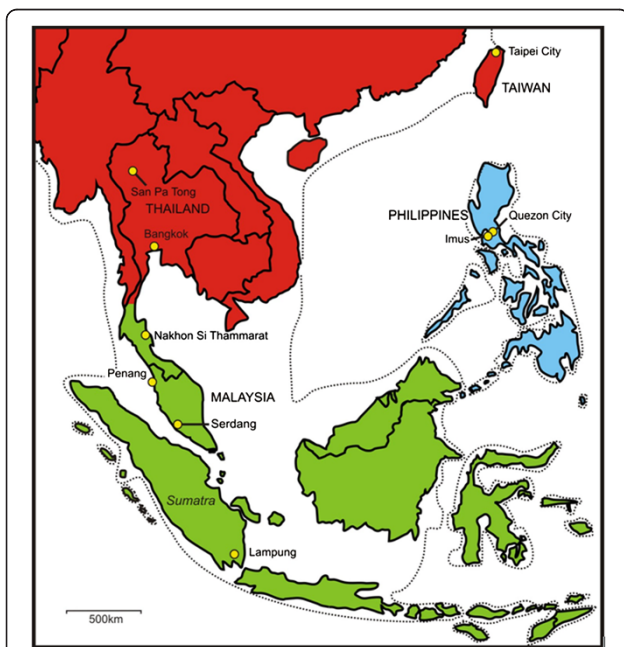 Taipei City
TAIWAN
San Pa Tong
THAILAND
Bangkok
PHILIPPINES
Quezon City
Imus
Nakhon Si Thammarat
Penang
MALAYSIA
Serdang
Sumatra
Lampung
500km